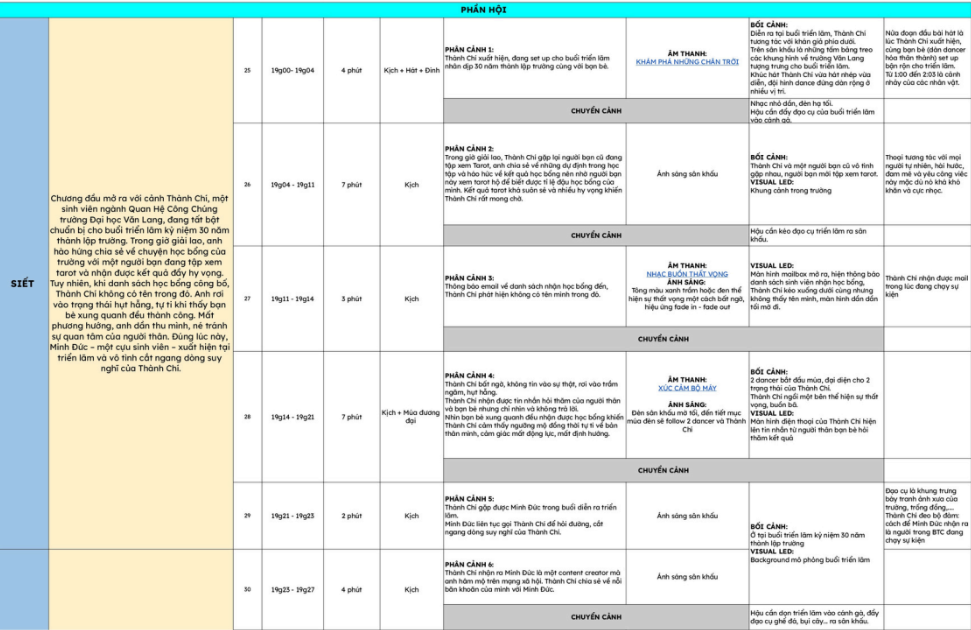 PHẦN HỘI
SIẾT
Chương đầu mở ra với cảnh Thành Chí, một
sinh viên ngành Quan Hệ Công Chúng
trường Đại học Văn Lang, đang tất bật
chuẩn bị cho buổi triển lãm kỷ niệm 30 năm
thành lập trường. Trong giờ giải lao, anh
hào hứng chia sẻ về chuyện học bổng của
trường với một người bạn đang tập xem
tarot và nhận được kết quả đầy hy vọng.
Tuy nhiên, khi danh sách học bổng công bố,
Thành Chí không có tên trong đó. Anh rơi
vào trạng thái hụt hẫng, tự ti khi thấy bạn
bè xung quanh đều thành công. Mất
phương hướng, anh dần thu mình, né tránh
sự quan tâm của người thân. Đúng lúc này,
Minh Đức – một cựu sinh viên – xuất hiện tại
triển lãm và vô tình cắt ngang dòng suy
nghĩ của Thành Chí.
25
19g00- 19g04
4 phút
Kịch + Hát + Đính
PHÂN CẢNH 1:
Thành Chí xuất hiện, đang set up cho buổi triển lãm
nhân dịp 30 năm thành lập trường cùng với bạn bè.
ÂM THANH:
KHÁM PHÁ NHỮNG CHÂN TRỜI
BỐI CẢNH:
Diễn ra tại buổi triển lãm, Thành Chí
tương tác với khán giả phía dưới.
Trên sân khấu là những tấm bảng treo
các khung hình về trường Văn Lang
tượng trưng cho buổi triển lãm.
Khúc hát Thành Chí vừa hát nhép vừa
diễn, đội hình dance đứng dàn rộng ở
nhiều vị trí.
Nửa đoạn đầu bài hát là
lúc Thành Chí xuất hiện,
cùng bạn bè (dàn dancer
hóa thân thành) set up
bận rộn cho triển lãm.
Từ 1:00 đến 2:03 là cảnh
nhảy của các nhân vật.
CHUYỂN CẢNH
Nhạc nhỏ dần, đèn hạ tối.
Hậu cần đẩy đạo cụ của buổi triển lãm
vào cánh gà.
26
19g04 - 19g11
7 phút
Kịch
PHÂN CẢNH 2:
Trong giờ giải lao, Thành Chí gặp lại người bạn cũ đang
tập xem Tarot, anh chia sẻ về những dự định trong học
tập và háo hức về kết quả học bổng nên nhờ người bạn
này xem tarot hộ để biết được tỉ lệ đậu học bổng của
mình. Kết quả tarot khả suôn sẻ và nhiều hy vọng khiến
Thành Chí rất mong chờ.
Ánh sáng sân khấu
BỐI CẢNH:
Thành Chí và một người bạn cũ vô tình
gặp nhau, người bạn mới tập xem tarot.
VISUAL LED:
Khung cảnh trong trường
Thoại tương tác với mọi
người tự nhiên, hài hước,
đam mê và yêu công việc
này mặc dù nó khá khó
khăn và cực nhọc.
CHUYỂN CẢNH
Hậu cần kéo đạo cụ triển lãm ra sân
khấu.
27
19g11 - 19g14
3 phút
Kịch
PHÂN CẢNH 3:
Thông báo email về danh sách nhận học bổng đến,
Thành Chí phát hiện không có tên mình trong đó.
ÂM THANH:
NHẠC BUỒN THẤT VỌNG
ÁNH SÁNG:
Tông màu xanh trầm hoặc đen thể
hiện sự thất vọng một cách bất ngờ,
hiệu ứng fade in - fade out
VISUAL LED:
Màn hình mailbox mở ra, hiện thông báo
danh sách sinh viên nhận học bổng,
Thành Chí kéo xuống dưới cùng nhưng
không thấy tên mình, màn hình dần dần
tối mờ đi.
Thành Chí nhận được mail
trong lúc đang chạy sự
kiện
CHUYỂN CẢNH
28
19g14 - 19g21
7 phút
Kịch + Múa đương
đại
PHÂN CẢNH 4:
Thành Chí bất ngờ, không tin vào sự thật, rơi vào trầm
ngâm, hụt hẫng.
Thành Chí nhận được tin nhắn hỏi thăm của người thân
và bạn bè nhưng chỉ nhìn và không trả lời.
Nhìn bạn bè xung quanh đều nhận được học bổng khiến
Thành Chí cảm thấy ngưỡng mộ đồng thời tự ti về bản
thân mình, cảm giác mất động lực, mất định hướng.
ÂM THANH:
XÚC CẢM BỘ MÁY
ÁNH SÁNG:
Đèn sân khấu mờ tối, đến tiết mục
múa đèn sẽ follow 2 dancer và Thành
Chí
BỐI CẢNH:
2 dancer bắt đầu múa, đại diện cho 2
trạng thái của Thành Chí.
Thành Chí ngồi một bên thể hiện sự thất
vọng, buồn bã.
VISUAL LED:
Màn hình điện thoại của Thành Chí hiện
lên tin nhắn từ người thân bạn bè hỏi
thăm kết quả
CHUYỂN CẢNH
29
19g21 - 19g23
2 phút
Kịch
PHÂN CẢNH 5:
Thành Chí gặp được Minh Đức trong buổi diễn ra triển
lãm.
Minh Đức liên tục gọi Thành Chí để hỏi đường, cắt
ngang dòng suy nghĩ của Thành Chí.
Ánh sáng sân khấu
BỐI CẢNH:
Ở tại buổi triển lãm kỷ niệm 30 năm
thành lập trường
VISUAL LED:
Background mô phỏng buổi triển lãm
Đạo cụ là khung trưng
bày tranh ảnh xưa của
trường, trống đồng,...
Thành Chí đeo bộ đàm:
cách để Minh Đức nhận ra
là người trong BTC đang
chạy sự kiện
30
19g23 - 19g27
4 phút
Kịch
PHÂN CẢNH 6:
Thành Chí nhận ra Minh Đức là một content creator mà
anh hâm mộ trên mạng xã hội. Thành Chí chia sẻ về nỗi
băn khoăn của mình với Minh Đức.
Ánh sáng sân khấu
CHUYỂN CẢNH
Hậu cần dọn triển lãm vào cánh gà, đẩy
đạo cụ ghế đá, bụi cây... ra sân khấu.